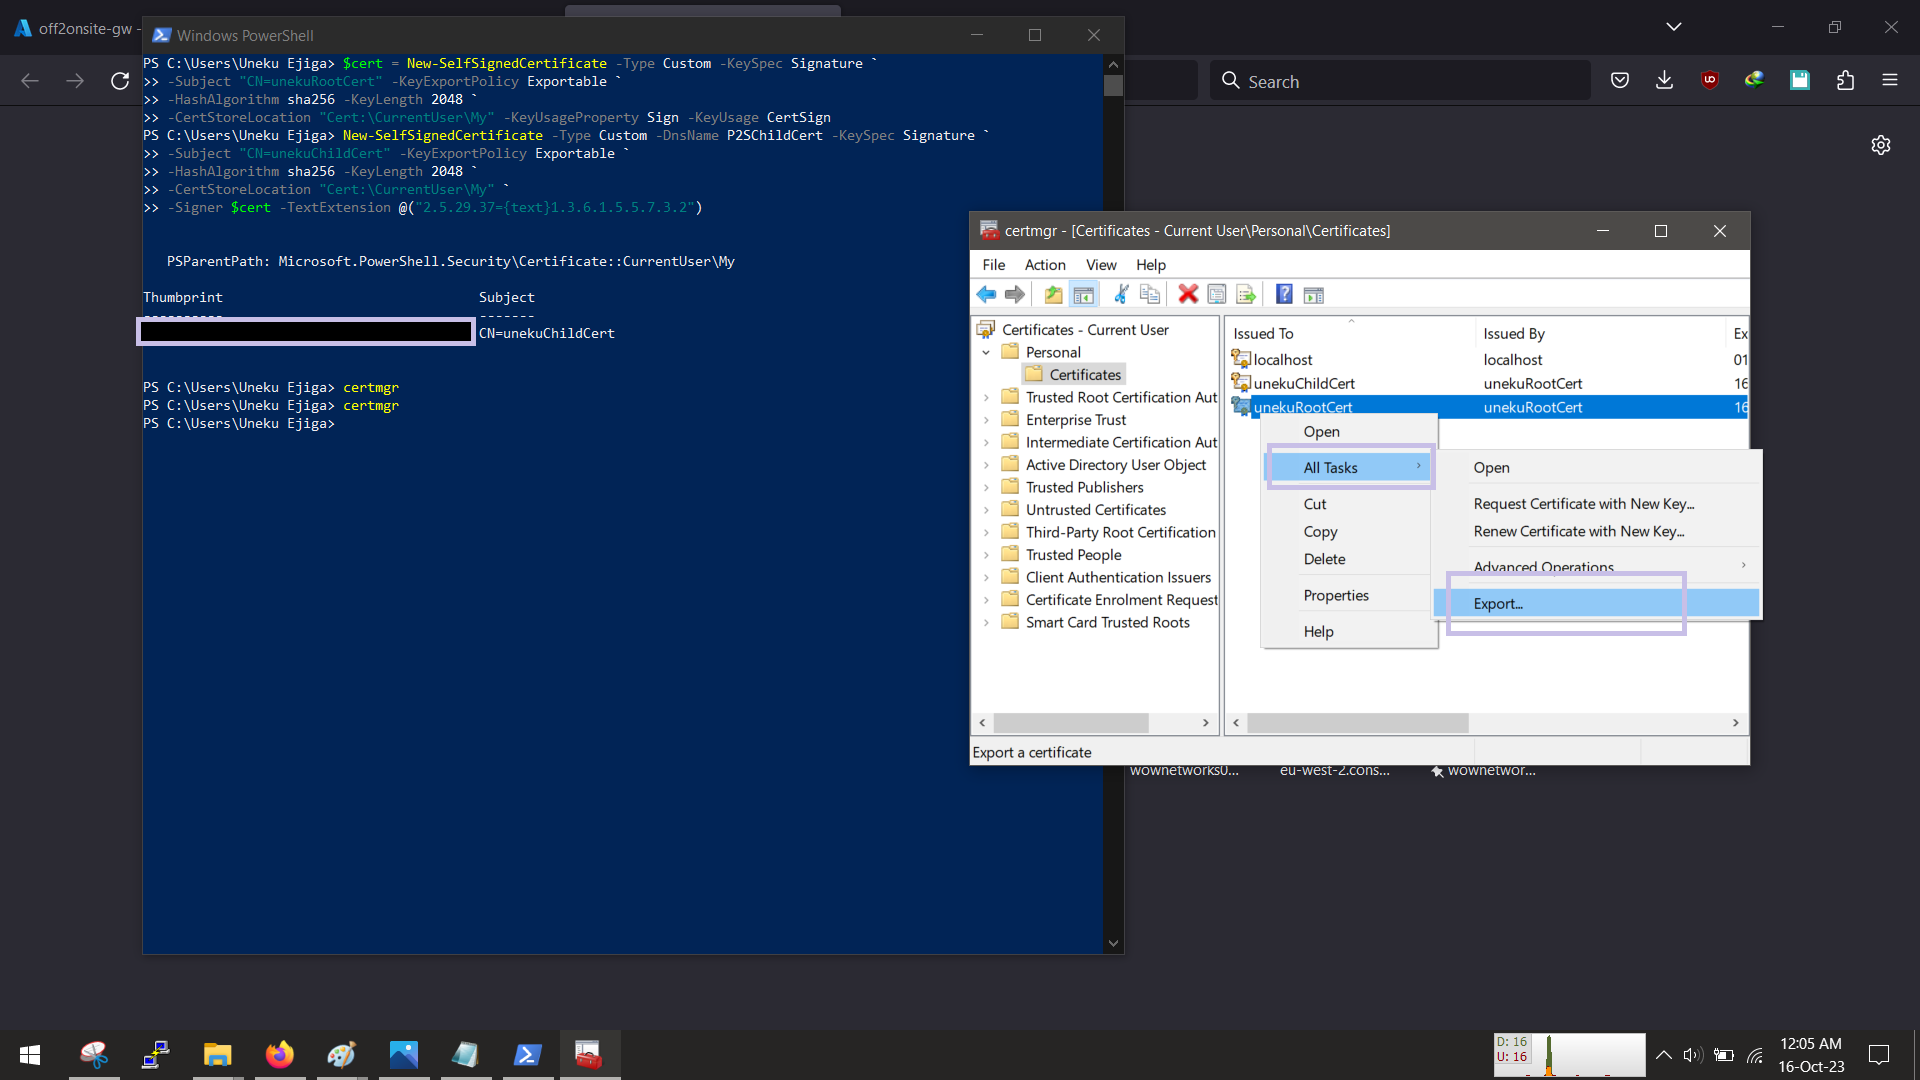 off2onsite-gw -
Windows PowerShell
Search
PS C:\Users\Uneku Ejiga> $cert = New-SelfSignedCertificate -Type Custom -KeySpec Signature `
>> -Subject "CN=unekuRootCert" -KeyExportPolicy Exportable `
>> -HashAlgorithm sha256 -KeyLength 2048 `
>> -CertStoreLocation "Cert:\CurrentUser\My" -KeyUsageProperty Sign -KeyUsage CertSign
PS C:\Users\Uneku Ejiga> New-SelfSignedCertificate -Type Custom -DnsName P2SChildCert -KeySpec Signature `
>> -Subject "CN=unekuChildCert" -KeyExportPolicy Exportable `
>> -HashAlgorithm sha256 -KeyLength 2048 `
>> -CertStoreLocation "Cert:\CurrentUser\My" `
>> -Signer $cert -TextExtension @("2.5.29.37={text}1.3.6.1.5.5.7.3.2")
PSParentPath: Microsoft.PowerShell.Security\Certificate::CurrentUser\My
Thumbprint Subject
---------- -------
CN=unekuChildCert
PS C:\Users\Uneku Ejiga> certmgr
PS C:\Users\Uneku Ejiga> certmgr
PS C:\Users\Uneku Ejiga>
certmgr - [Certificates - Current User\Personal\Certificates]
File Action View Help
Certificates - Current User
Personal
Certificates
Trusted Root Certification Aut
Enterprise Trust
Intermediate Certification Aut
Active Directory User Object
Trusted Publishers
Untrusted Certificates
Third-Party Root Certification
Trusted People
Client Authentication Issuers
Certificate Enrolment Request
Smart Card Trusted Roots
Issued To Issued By Ex
localhost localhost 01
unekuChildCert unekuRootCert 16
unekuRootCert unekuRootCert 16
Open
All Tasks
Cut
Copy
Delete
Properties
Help
Open
Request Certificate with New Key...
Renew Certificate with New Key...
Advanced Operations
Export...
Export a certificate
wownetworks0... eu-west-2.cons... wownetwor...
D: 16
U: 16
12:05 AM
16-Oct-23